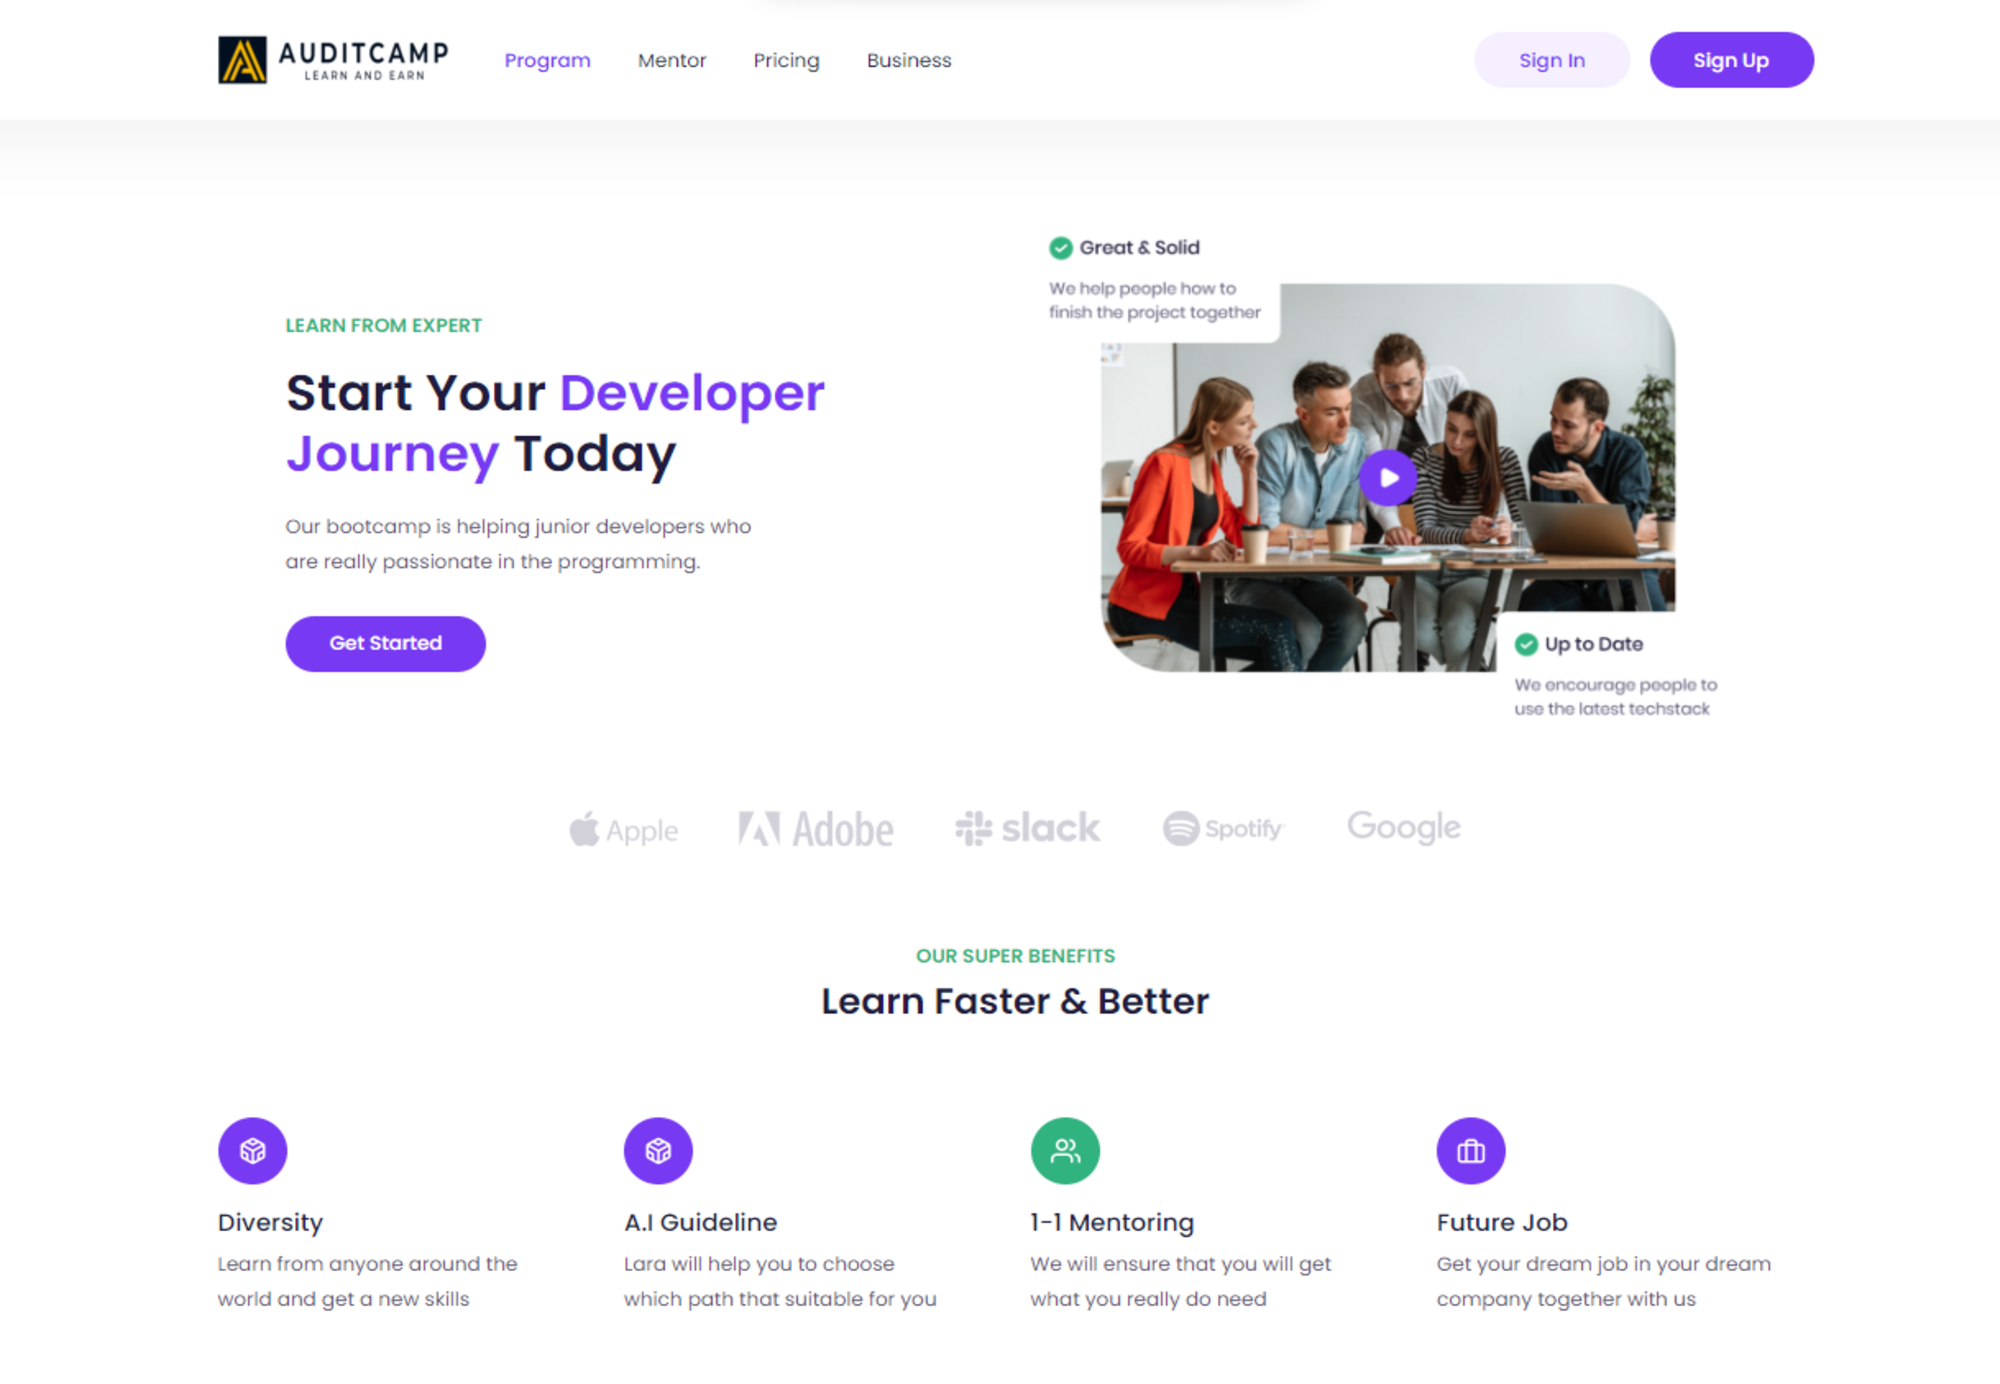 AUDITCAMP
LEARN AND EARN
Program
Mentor
Pricing
Business
Sign In
Sign Up
LEARN FROM EXPERT
Start Your Developer
Journey Today
Our bootcamp is helping junior developers who
are really passionate in the programming.
Get Started
Great & Solid
We help people how to
finish the project together
Up to Date
We encourage people to
use the latest techstack
Apple
Adobe
slack
Spotify
Google
OUR SUPER BENEFITS
Learn Faster & Better
Diversity
Learn from anyone around the
world and get a new skills
A.I Guideline
Lara will help you to choose
which path that suitable for you
1-1 Mentoring
We will ensure that you will get
what you really do need
Future Job
Get your dream job in your dream
company together with us